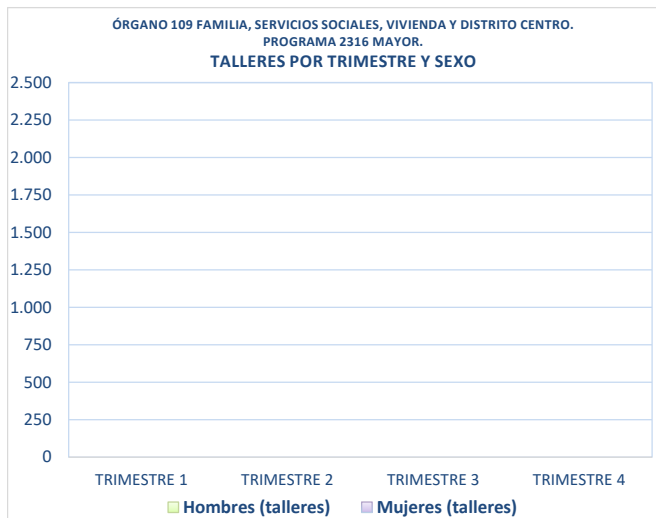 ÓRGANO 109 FAMILIA, SERVICIOS SOCIALES, VIVIENDA Y DISTRITO CENTRO.
PROGRAMA 2316 MAYOR.
TALLERES POR TRIMESTRE Y SEXO
2.500
2.250
2.000
1.750
1.500
1.250
1.000
750
500
250
0
TRIMESTRE 1 TRIMESTRE 2 TRIMESTRE 3 TRIMESTRE 4
Hombres (talleres) Mujeres (talleres)